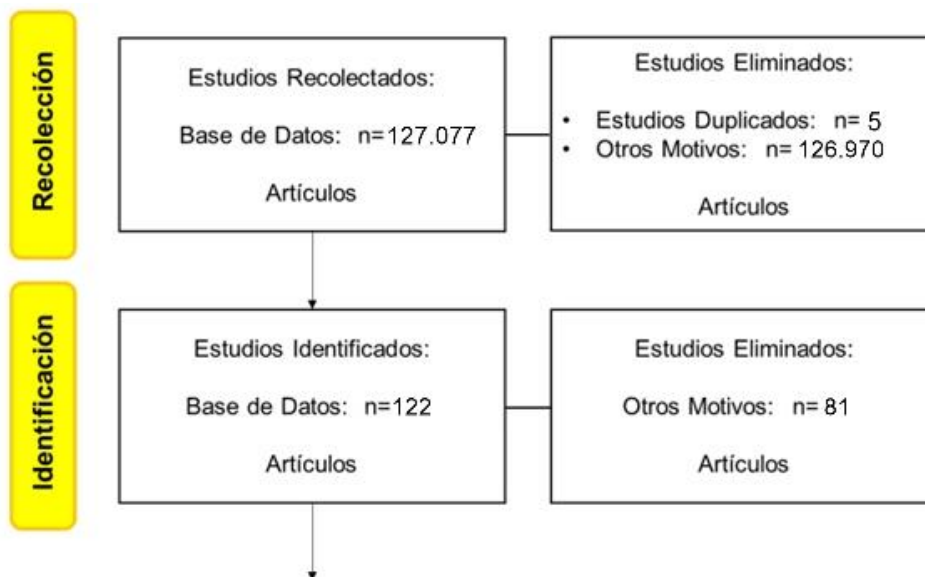 Recolección
Estudios Recolectados:
Base de Datos: n= 127.077
Artículos
Estudios Eliminados:
• Estudios Duplicados: n= 5
• Otros Motivos: n= 126.970
Artículos
Identificación
Estudios Identificados:
Base de Datos: n=122
Artículos
Estudios Eliminados:
Otros Motivos: n= 81
Artículos